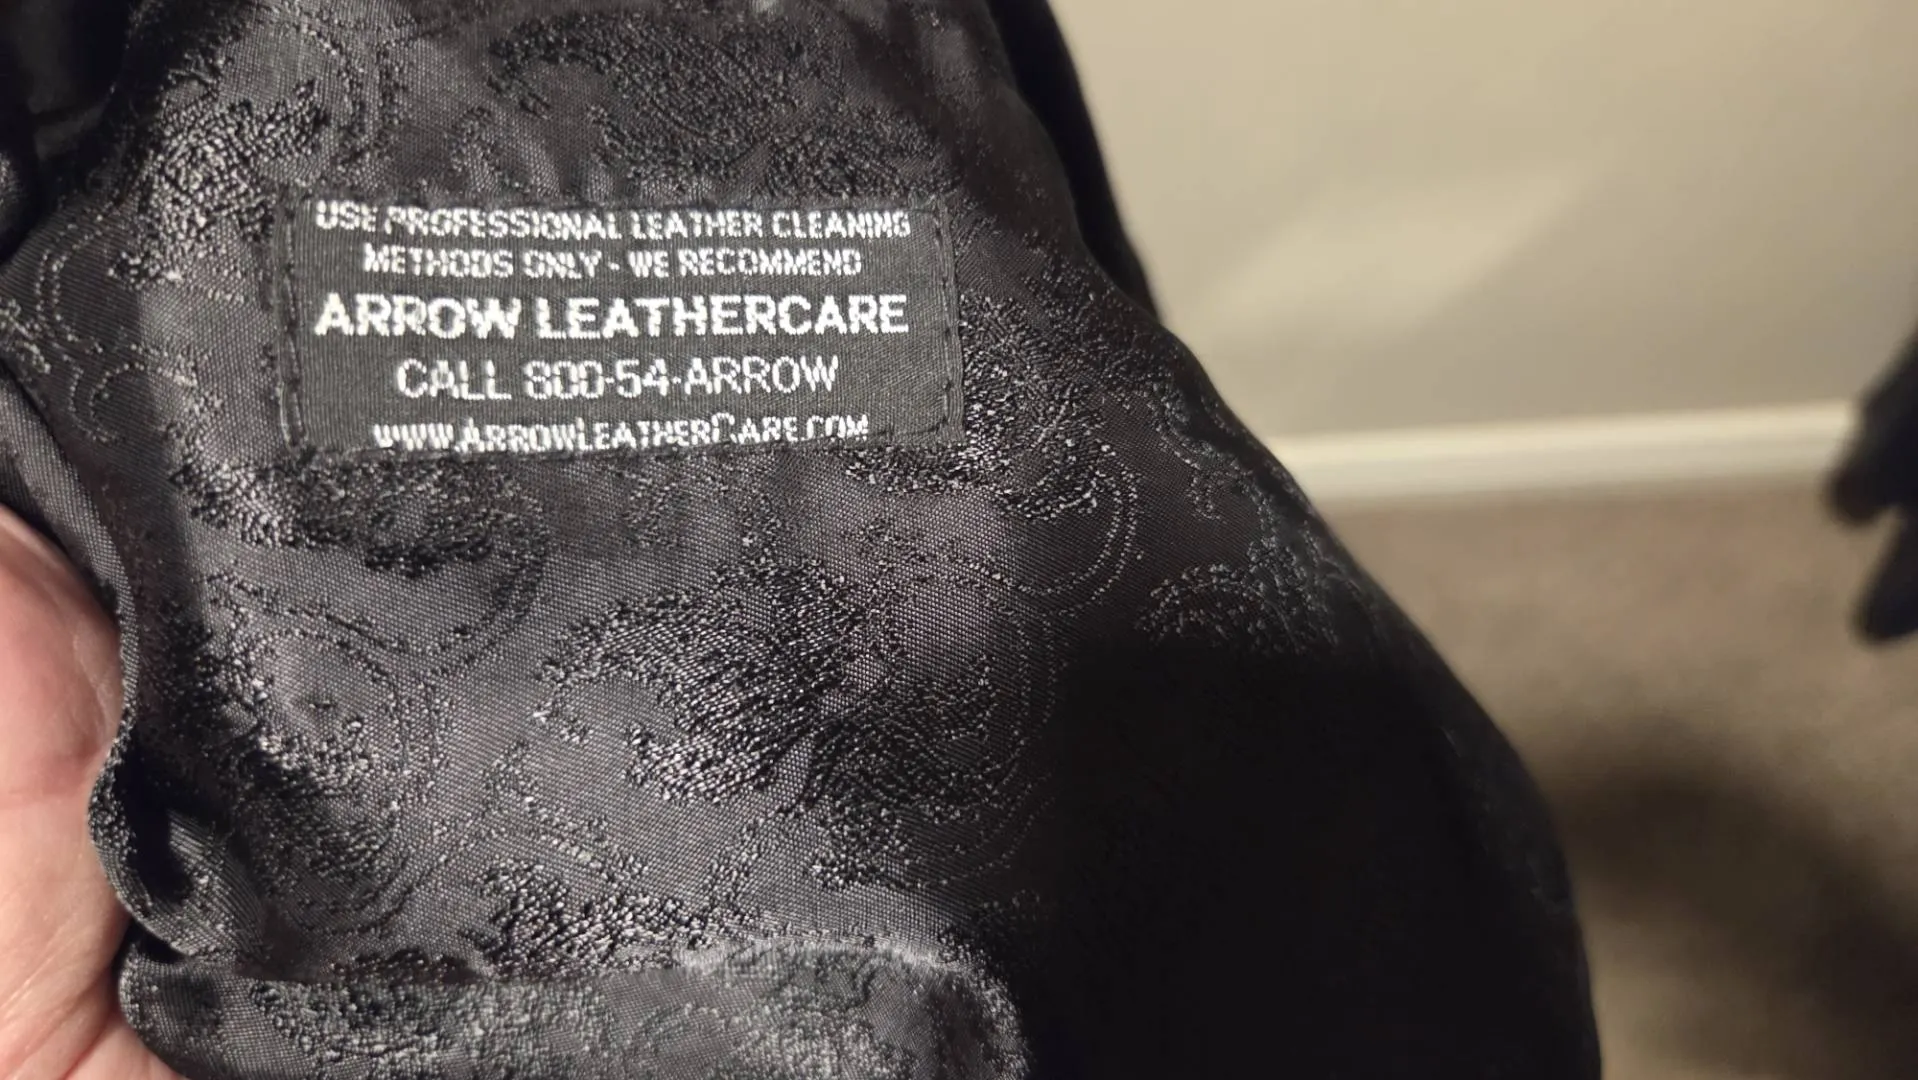 USE PROFESSIONAL LEATHER CLEANING
METHODS ONLY - WE RECOMMEND
ARROW LEATHERCARE
CALL 800-54-ARROW
WWW.ARROWLEATHERCARE.COM